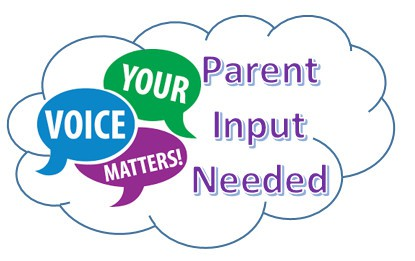 YOUR
VOICE
MATTERS!
Parent
Input
Needed